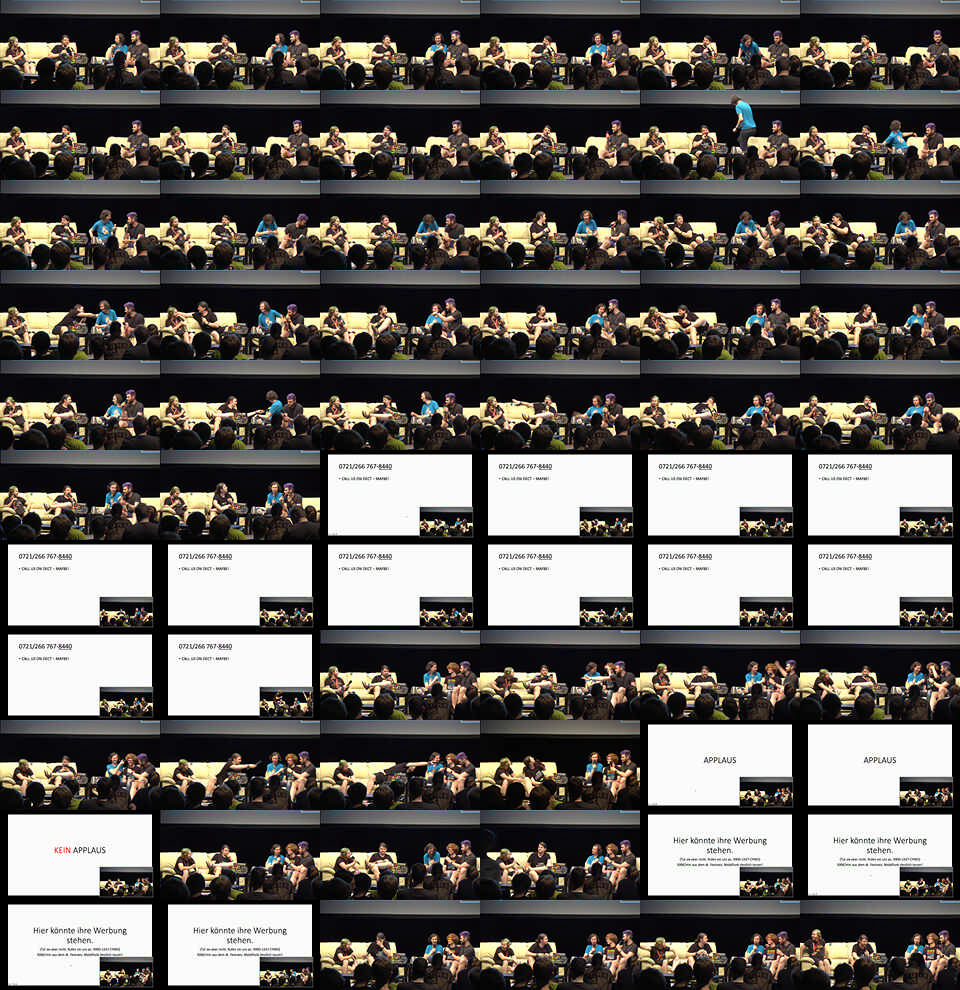 0721/266 767-8440
• CALL US ON DECT – MAYBE!
0721/266 767-8440
• CALL US ON DECT – MAYBE!
0721/266 767-8440
• CALL US ON DECT – MAYBE!
0721/266 767-8440
• CALL US ON DECT – MAYBE!
0721/266 767-8440
• CALL US ON DECT – MAYBE!
0721/266 767-8440
• CALL US ON DECT – MAYBE!
0721/266 767-8440
• CALL US ON DECT – MAYBE!
0721/266 767-8440
• CALL US ON DECT – MAYBE!
0721/266 767-8440
• CALL US ON DECT – MAYBE!
0721/266 767-8440
• CALL US ON DECT – MAYBE!
0721/266 767-8440
• CALL US ON DECT – MAYBE!
0721/266 767-8440
• CALL US ON DECT – MAYBE!
APPLAUS
APPLAUS
KEIN APPLAUS
Hier könnte ihre Werbung
stehen.
Hier könnte ihre Werbung
stehen.
Hier könnte ihre Werbung
stehen.
Hier könnte ihre Werbung
stehen.